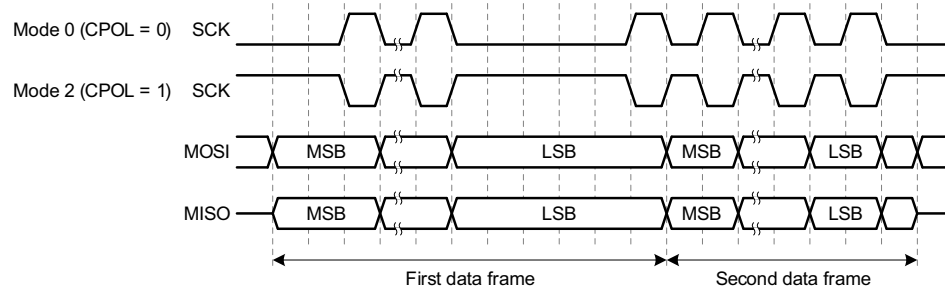 Mode 0 (CPOL = 0) SCK
Mode 2 (CPOL = 1) SCK
MOSI MSB LSB MSB LSB
MISO MSB LSB MSB LSB
First data frame Second data frame